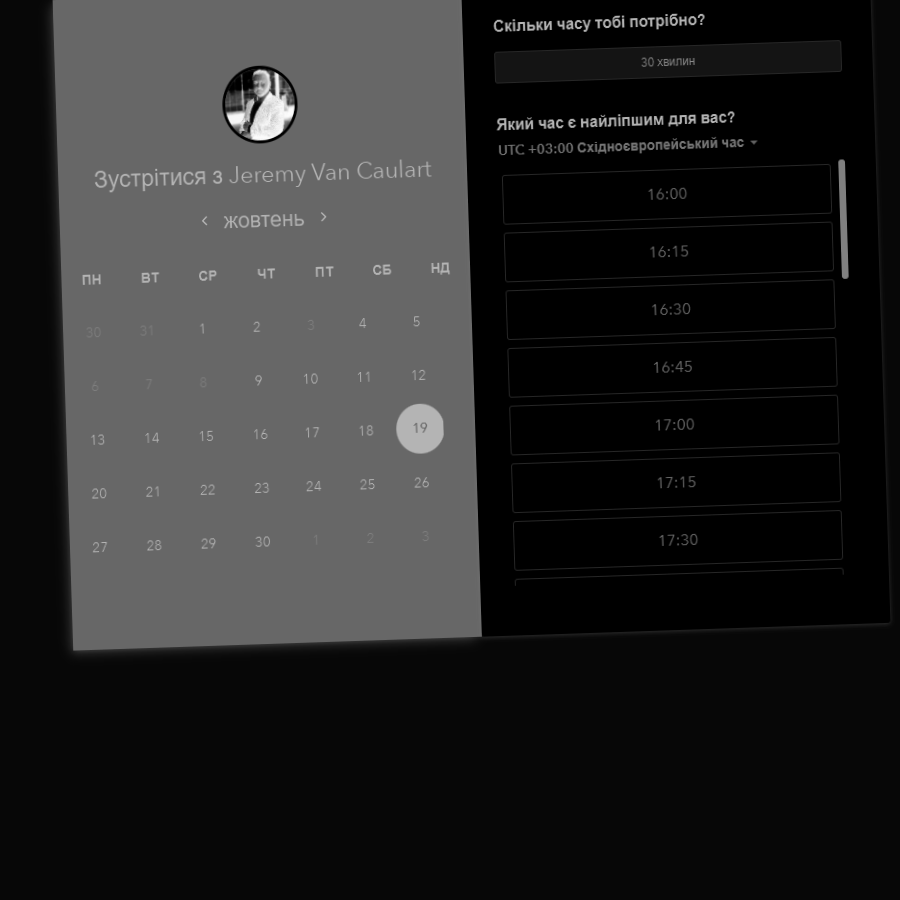 Зустрітися з Jeremy Van Caulart
жовтень
ПН ВТ СР ЧТ ПТ СБ НД
30 31 1 2 3 4 5
6 7 8 9 10 11 12
13 14 15 16 17 18 19
20 21 22 23 24 25 26
27 28 29 30 1 2 3
Скільки часу тобі потрібно?
30 хвилин
Який час є найліпшим для вас?
UTC +03:00 Східноєвропейський час
16:00
16:15
16:30
16:45
17:00
17:15
17:30